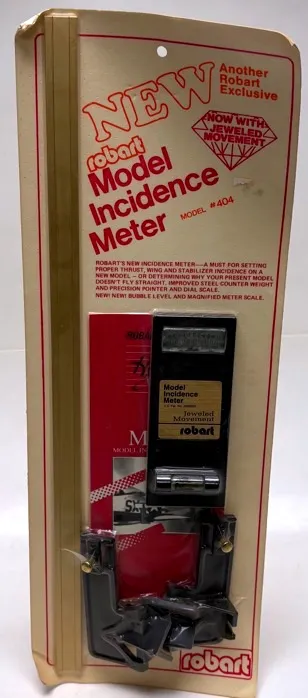 NEW
Another
Robart
Exclusive
NOW WITH
JEWELED
MOVEMENT
robart
Model
Incidence
Meter
MODEL #404
ROBART'S NEW INCIDENCE METER—A MUST FOR SETTING
PROPER THRUST, WING AND STABILIZER INCIDENCE ON A
NEW MODEL - OR DETERMINING WHY YOUR PRESENT MODEL
DOESN'T FLY STRAIGHT. IMPROVED STEEL COUNTER WEIGHT
AND PRECISION POINTER AND DIAL SCALE.
NEW! NEW! BUBBLE LEVEL AND MAGNIFIED METER SCALE.
Model
Incidence
Meter
Jeweled
Movement
robart
robart